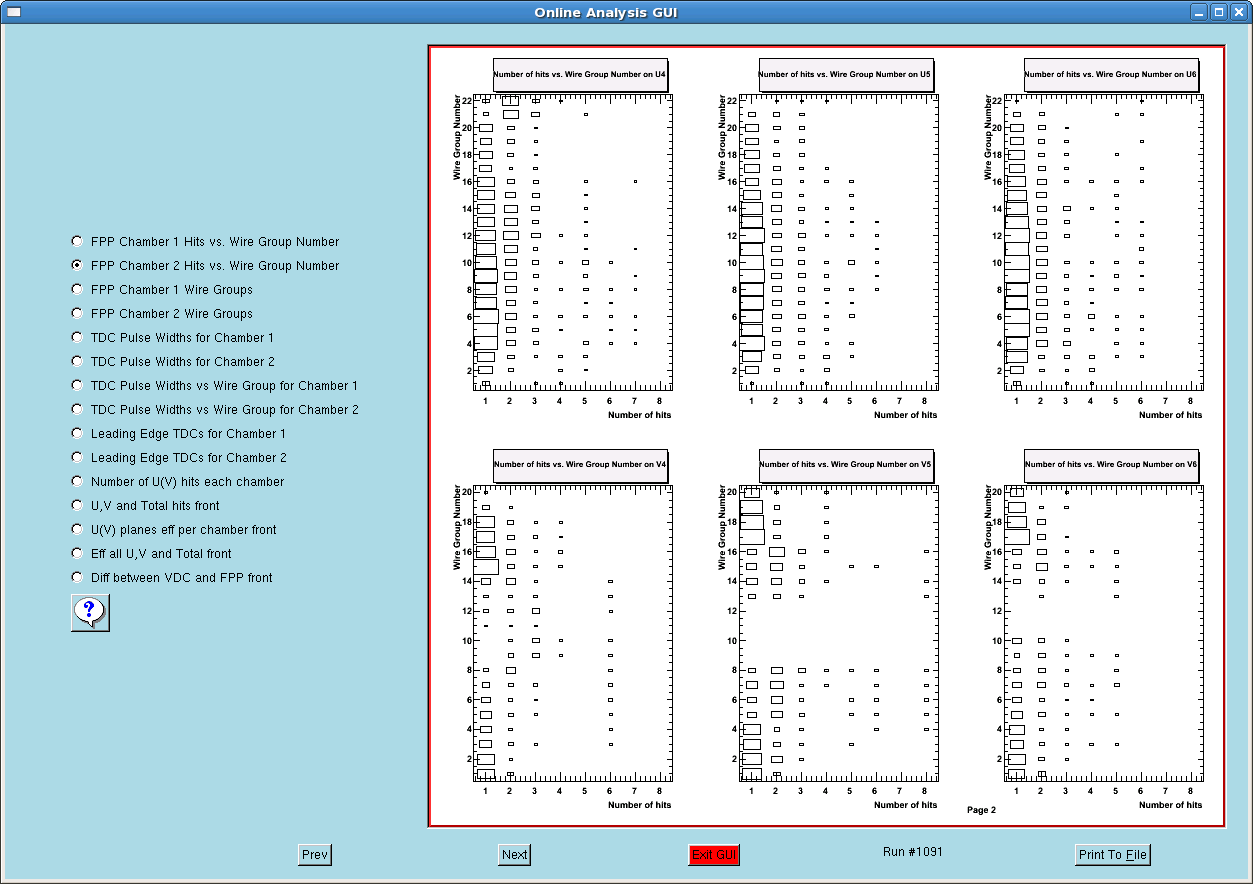 Online Analysis GUI
FPP Chamber 1 Hits vs. Wire Group Number
FPP Chamber 2 Hits vs. Wire Group Number
FPP Chamber 1 Wire Groups
FPP Chamber 2 Wire Groups
TDC Pulse Widths for Chamber 1
TDC Pulse Widths for Chamber 2
TDC Pulse Widths vs Wire Group for Chamber 1
TDC Pulse Widths vs Wire Group for Chamber 2
Leading Edge TDCs for Chamber 1
Leading Edge TDCs for Chamber 2
Number of U(V) hits each chamber
U,V and Total hits front
U(V) planes eff per chamber front
Eff all U,V and Total front
Diff between VDC and FPP front
?
Number of hits vs. Wire Group Number on U4
Wire Group Number
22
20
18
16
14
12
10
8
6
4
2
1 2 3 4 5 6 7 8
Number of hits
Number of hits vs. Wire Group Number on U5
Wire Group Number
22
20
18
16
14
12
10
8
6
4
2
1 2 3 4 5 6 7 8
Number of hits
Number of hits vs. Wire Group Number on U6
Wire Group Number
22
20
18
16
14
12
10
8
6
4
2
1 2 3 4 5 6 7 8
Number of hits
Number of hits vs. Wire Group Number on V4
Wire Group Number
20
18
16
14
12
10
8
6
4
2
1 2 3 4 5 6 7 8
Number of hits
Number of hits vs. Wire Group Number on V5
Wire Group Number
20
18
16
14
12
10
8
6
4
2
1 2 3 4 5 6 7 8
Number of hits
Number of hits vs. Wire Group Number on V6
Wire Group Number
20
18
16
14
12
10
8
6
4
2
1 2 3 4 5 6 7 8
Number of hits
Page 2
Prev
Next
Exit GUI
Run #1091
Print To File